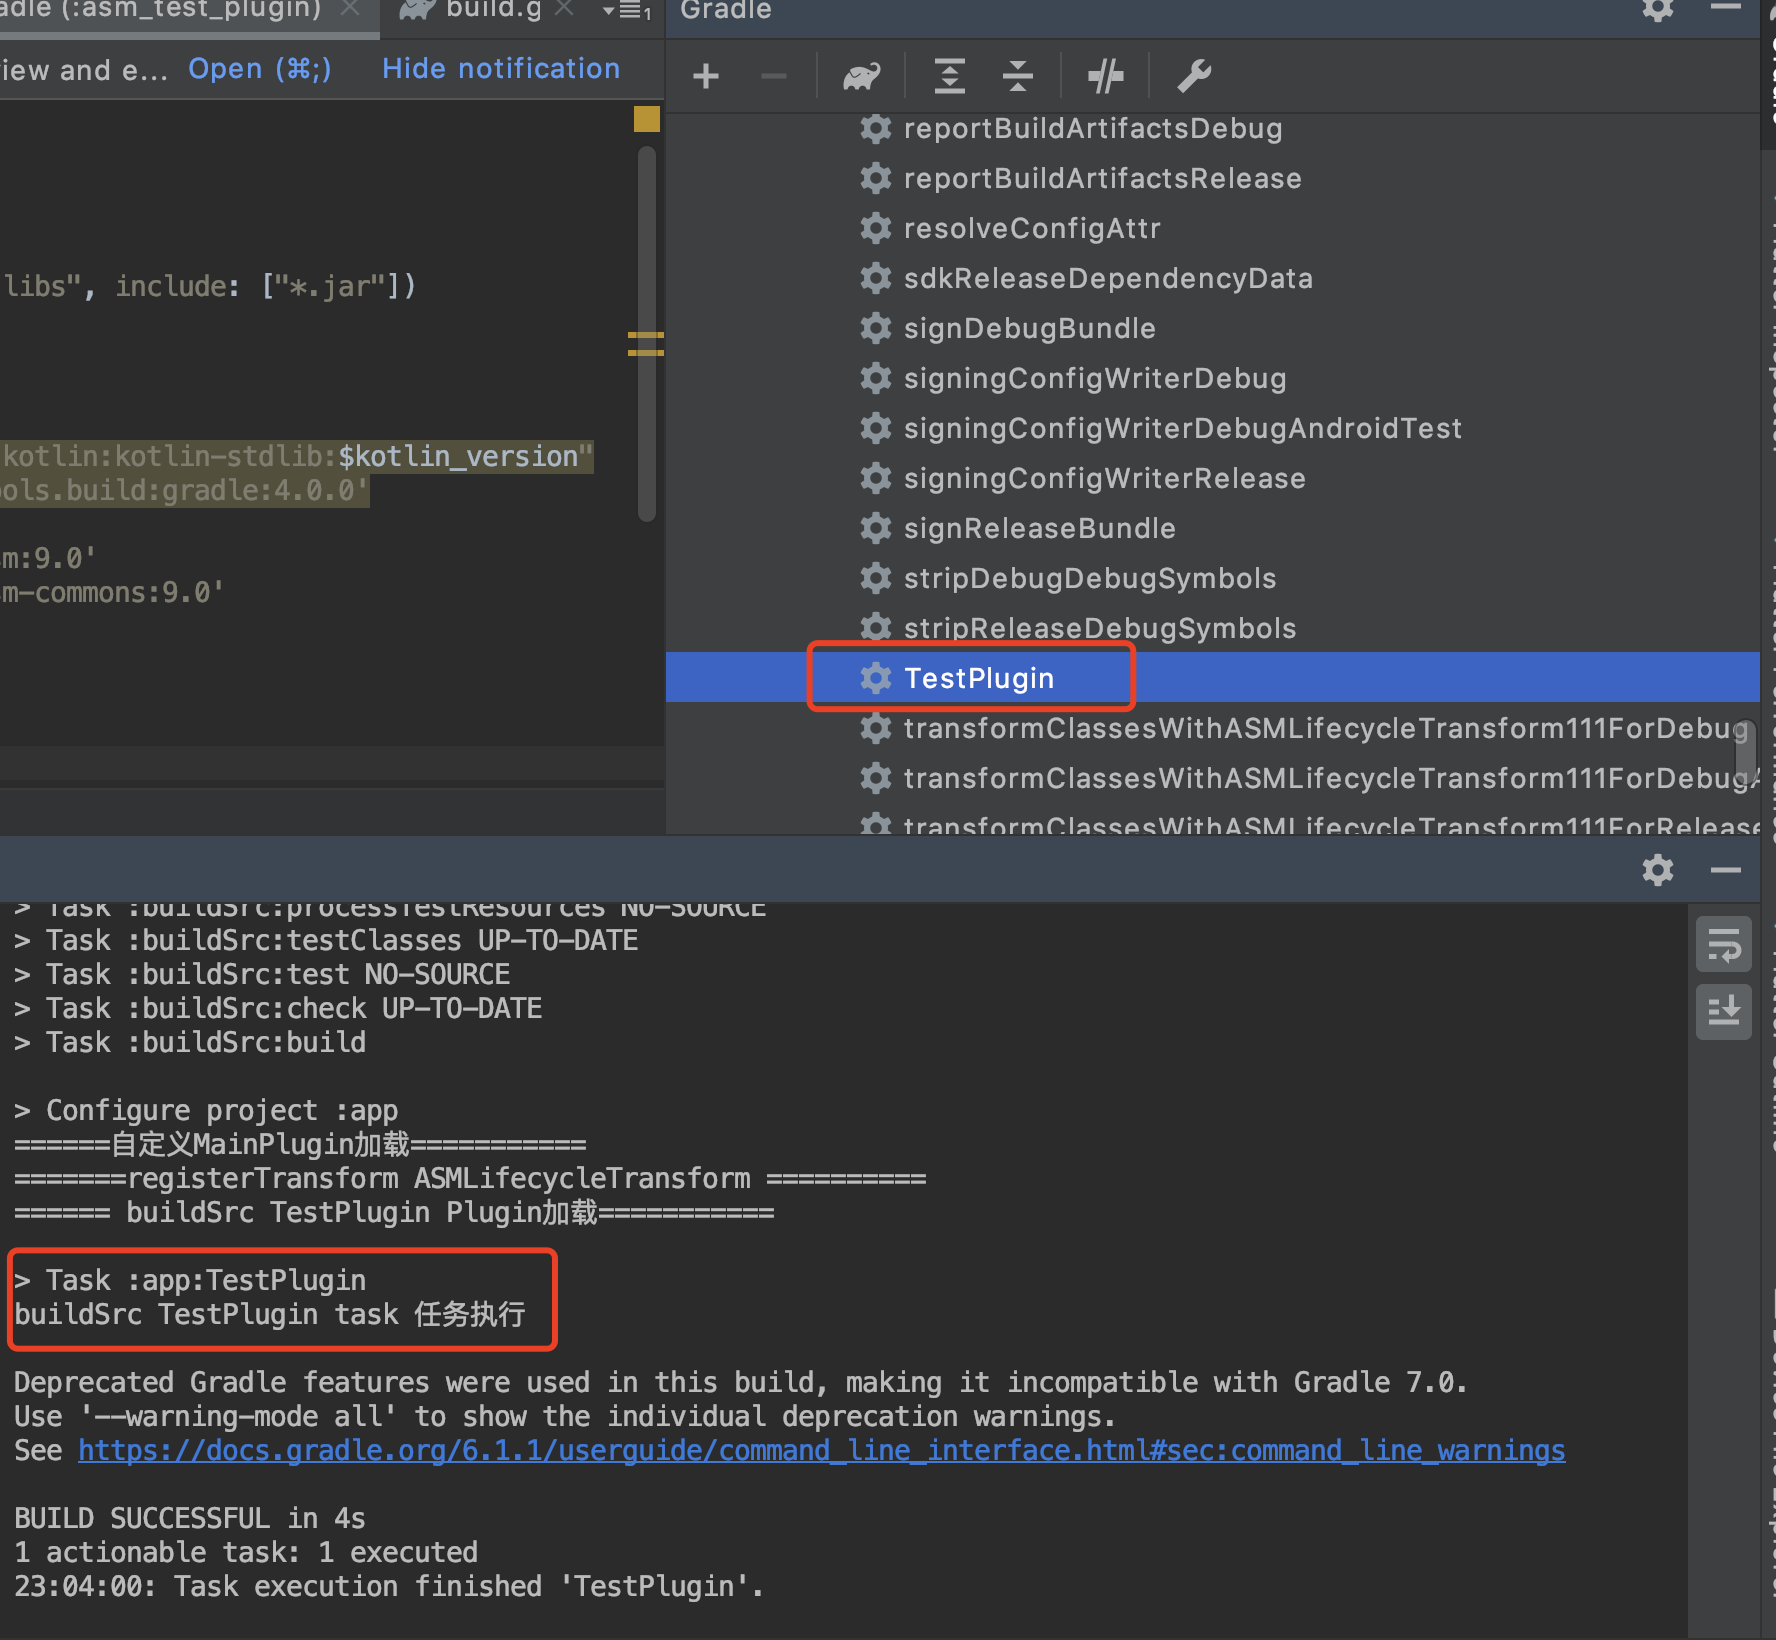 adle (:asm_test_plugin)
build.g
1
Gradle
iew and e... Open (⌘;) Hide notification
libs", include: ["*.jar"])
kotlin:kotlin-stdlib:$kotlin_version"
ols.build:gradle:4.0.0'
m:9.0'
m-commons:9.0'
reportBuildArtifactsDebug
reportBuildArtifactsRelease
resolveConfigAttr
sdkReleaseDependencyData
signDebugBundle
signingConfigWriterDebug
signingConfigWriterDebugAndroidTest
signingConfigWriterRelease
signReleaseBundle
stripDebugDebugSymbols
stripReleaseDebugSymbols
TestPlugin
transformClassesWithASMLifecycleTransform111ForDebug
transformClassesWithASMLifecycleTransform111ForDebugA
transformClassesWithASMLifecycleTransform111ForRelease
> Task :buildSrc:processTestResources NO-SOURCE
> Task :buildSrc:testClasses UP-TO-DATE
> Task :buildSrc:test NO-SOURCE
> Task :buildSrc:check UP-TO-DATE
> Task :buildSrc:build
> Configure project :app
======自定义MainPlugin加载===========
=======registerTransform ASMLifecycleTransform ==========
====== buildSrc TestPlugin Plugin加载===========
> Task :app:TestPlugin
buildSrc TestPlugin task 任务执行
Deprecated Gradle features were used in this build, making it incompatible with Gradle 7.0.
Use '--warning-mode all' to show the individual deprecation warnings.
See https://docs.gradle.org/6.1.1/userguide/command_line_interface.html#sec:command_line_warnings
BUILD SUCCESSFUL in 4s
1 actionable task: 1 executed
23:04:00: Task execution finished 'TestPlugin'.